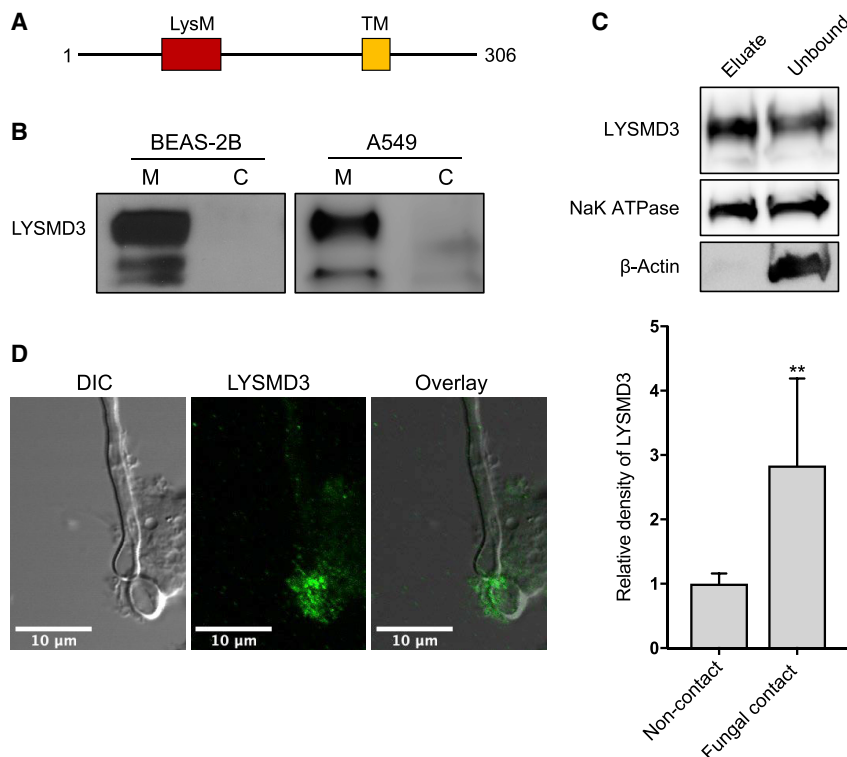 A
LysM
TM
1
306
B
BEAS-2B
A549
M
C
M
C
LYSMD3
C
Eluate
Unbound
LYSMD3
NaK ATPase
β-Actin
D
DIC
LYSMD3
Overlay
10 µm
10 µm
10 µm
Relative density of LYSMD3
5
4
3
2
1
0
**
Non-contact
Fungal contact